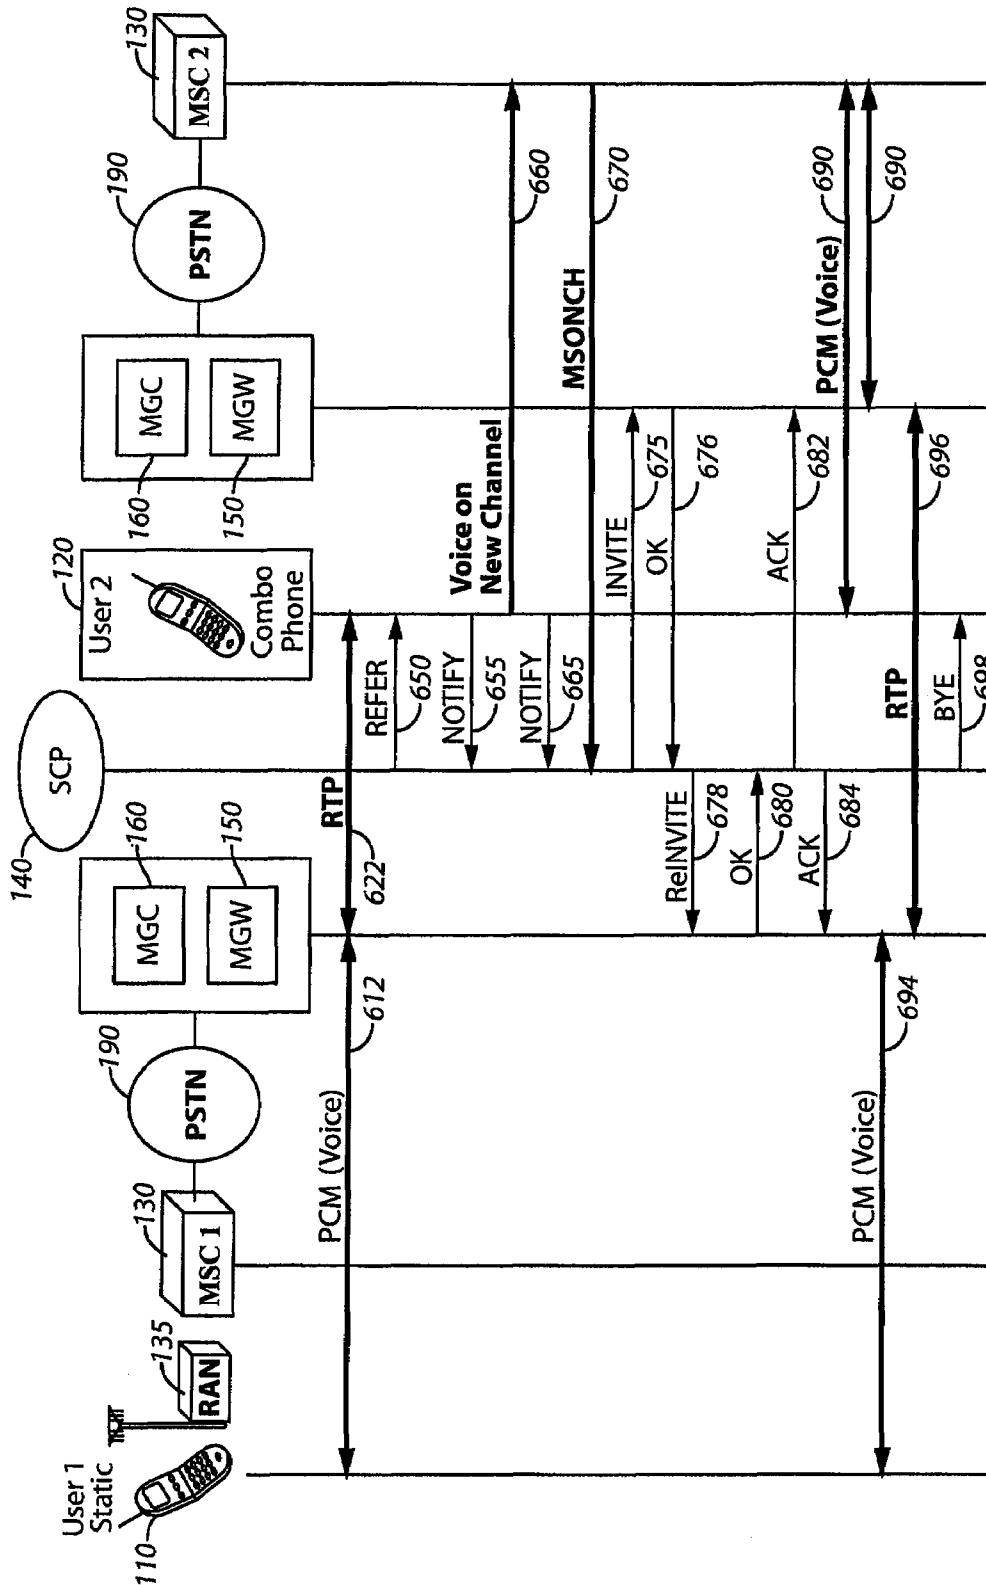 User 1
Static
110
135
RAN
130
MSC 1
190
PSTN
160
MGC
150
MGW
140
SCP
120
User 2
Combo
Phone
160
MGC
150
MGW
190
PSTN
130
MSC 2
PCM (Voice)
612
RTP
622
REFER
650
NOTIFY
655
Voice on
New Channel
660
NOTIFY
665
MSONCH
670
INVITE
675
OK
676
ReINVITE
678
OK
680
ACK
682
ACK
684
PCM (Voice)
690
690
PCM (Voice)
694
RTP
696
BYE